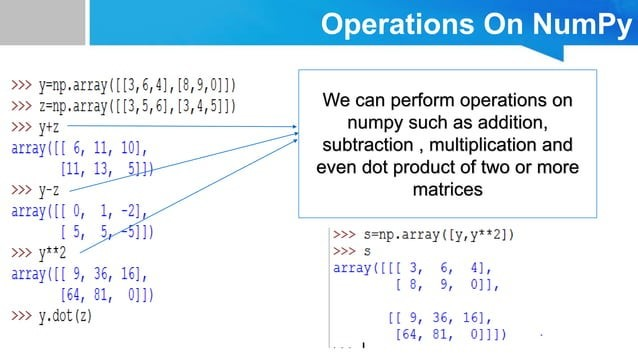 Operations On NumPy
>>> y=np.array([[3,6,4],[8,9,0]])
>>> z=np.array([[3,5,6],[3,4,5]])
>>> y+z
array([[ 6, 11, 10],
[11, 13,  5]])
>>> y-z
array([[ 0,  1, -2],
[ 5,  5, -5]])
>>> y**2
array([[ 9, 36, 16],
[64, 81,  0]])
>>> y.dot(z)
We can perform operations on
numpy such as addition,
subtraction , multiplication and
even dot product of two or more
matrices
>>> s=np.array([y,y**2])
>>> s
array([[[ 3,  6,  4],
[ 8,  9,  0]],
[[ 9, 36, 16],
[64, 81,  0]]])